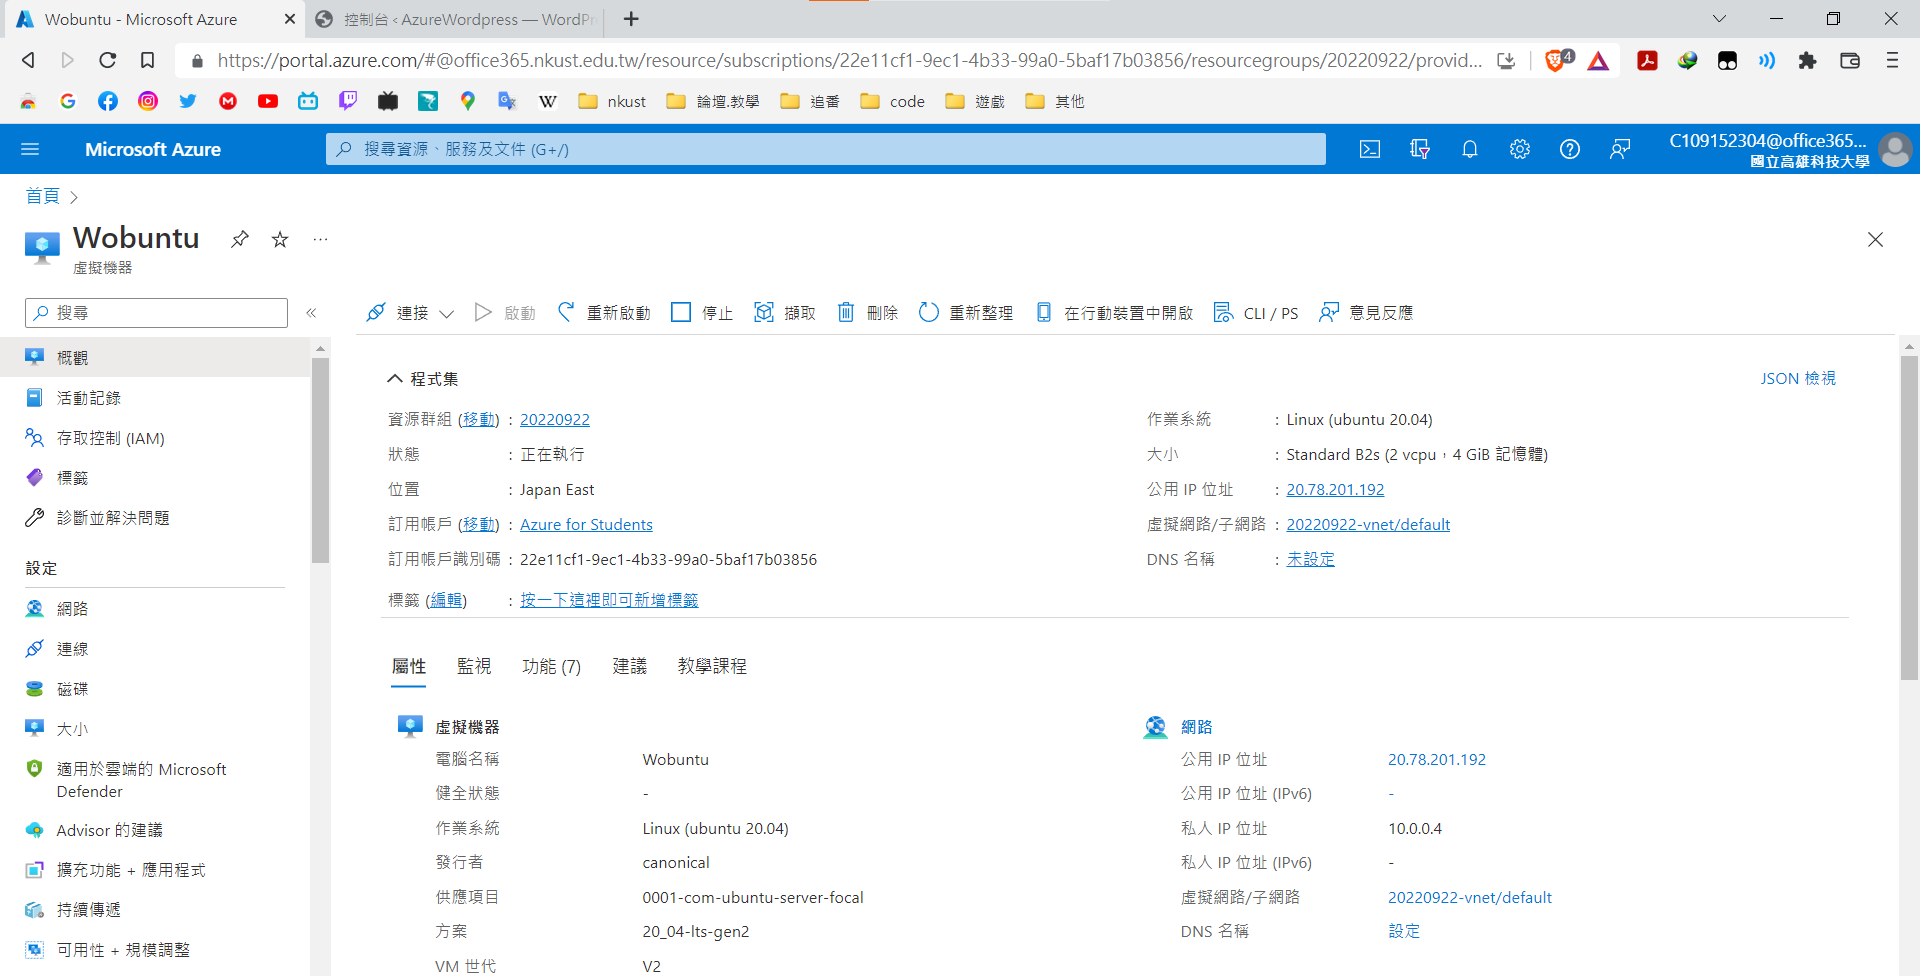 Wobuntu - Microsoft Azure
控制台 ‹ AzureWordpress — WordPr
https://portal.azure.com/#@office365.nkust.edu.tw/resource/subscriptions/22e11cf1-9ec1-4b33-99a0-5baf17b03856/resourcegroups/20220922/provid...
4
nkust
論壇.教學
追番
code
遊戲
其他
Microsoft Azure
搜尋資源、服務及文件 (G+/)
C109152304@office365...
國立高雄科技大學
首頁
Wobuntu
虛擬機器
搜尋
連接
啟動
重新啟動
停止
擷取
刪除
重新整理
在行動裝置中開啟
CLI / PS
意見反應
概觀
活動記錄
存取控制 (IAM)
標籤
診斷並解決問題
設定
網路
連線
磁碟
大小
適用於雲端的 Microsoft
Defender
Advisor 的建議
擴充功能 + 應用程式
持續傳遞
可用性 + 規模調整
程式集
JSON 檢視
資源群組 (移動) : 20220922
狀態 : 正在執行
位置 : Japan East
訂用帳戶 (移動) : Azure for Students
訂用帳戶識別碼 : 22e11cf1-9ec1-4b33-99a0-5baf17b03856
標籤 (編輯) : 按一下這裡即可新增標籤
作業系統 : Linux (ubuntu 20.04)
大小 : Standard B2s (2 vcpu，4 GiB 記憶體)
公用 IP 位址 : 20.78.201.192
虛擬網路/子網路 : 20220922-vnet/default
DNS 名稱 : 未設定
屬性
監視
功能 (7)
建議
教學課程
虛擬機器
電腦名稱 Wobuntu
健全狀態 -
作業系統 Linux (ubuntu 20.04)
發行者 canonical
供應項目 0001-com-ubuntu-server-focal
方案 20_04-lts-gen2
VM 世代 V2
網路
公用 IP 位址 20.78.201.192
公用 IP 位址 (IPv6) -
私人 IP 位址 10.0.0.4
私人 IP 位址 (IPv6) -
虛擬網路/子網路 20220922-vnet/default
DNS 名稱 設定